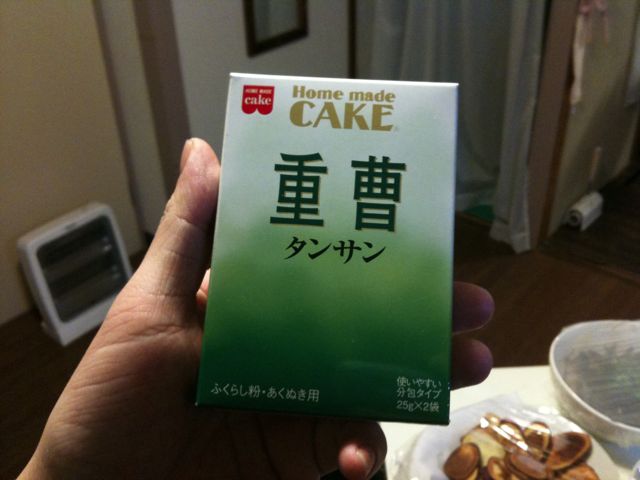 HOME MADE
cake
Home made
CAKE
重曹
タンサン
ふくらし粉・あくぬき用
使いやすい
分包タイプ
25g×2袋